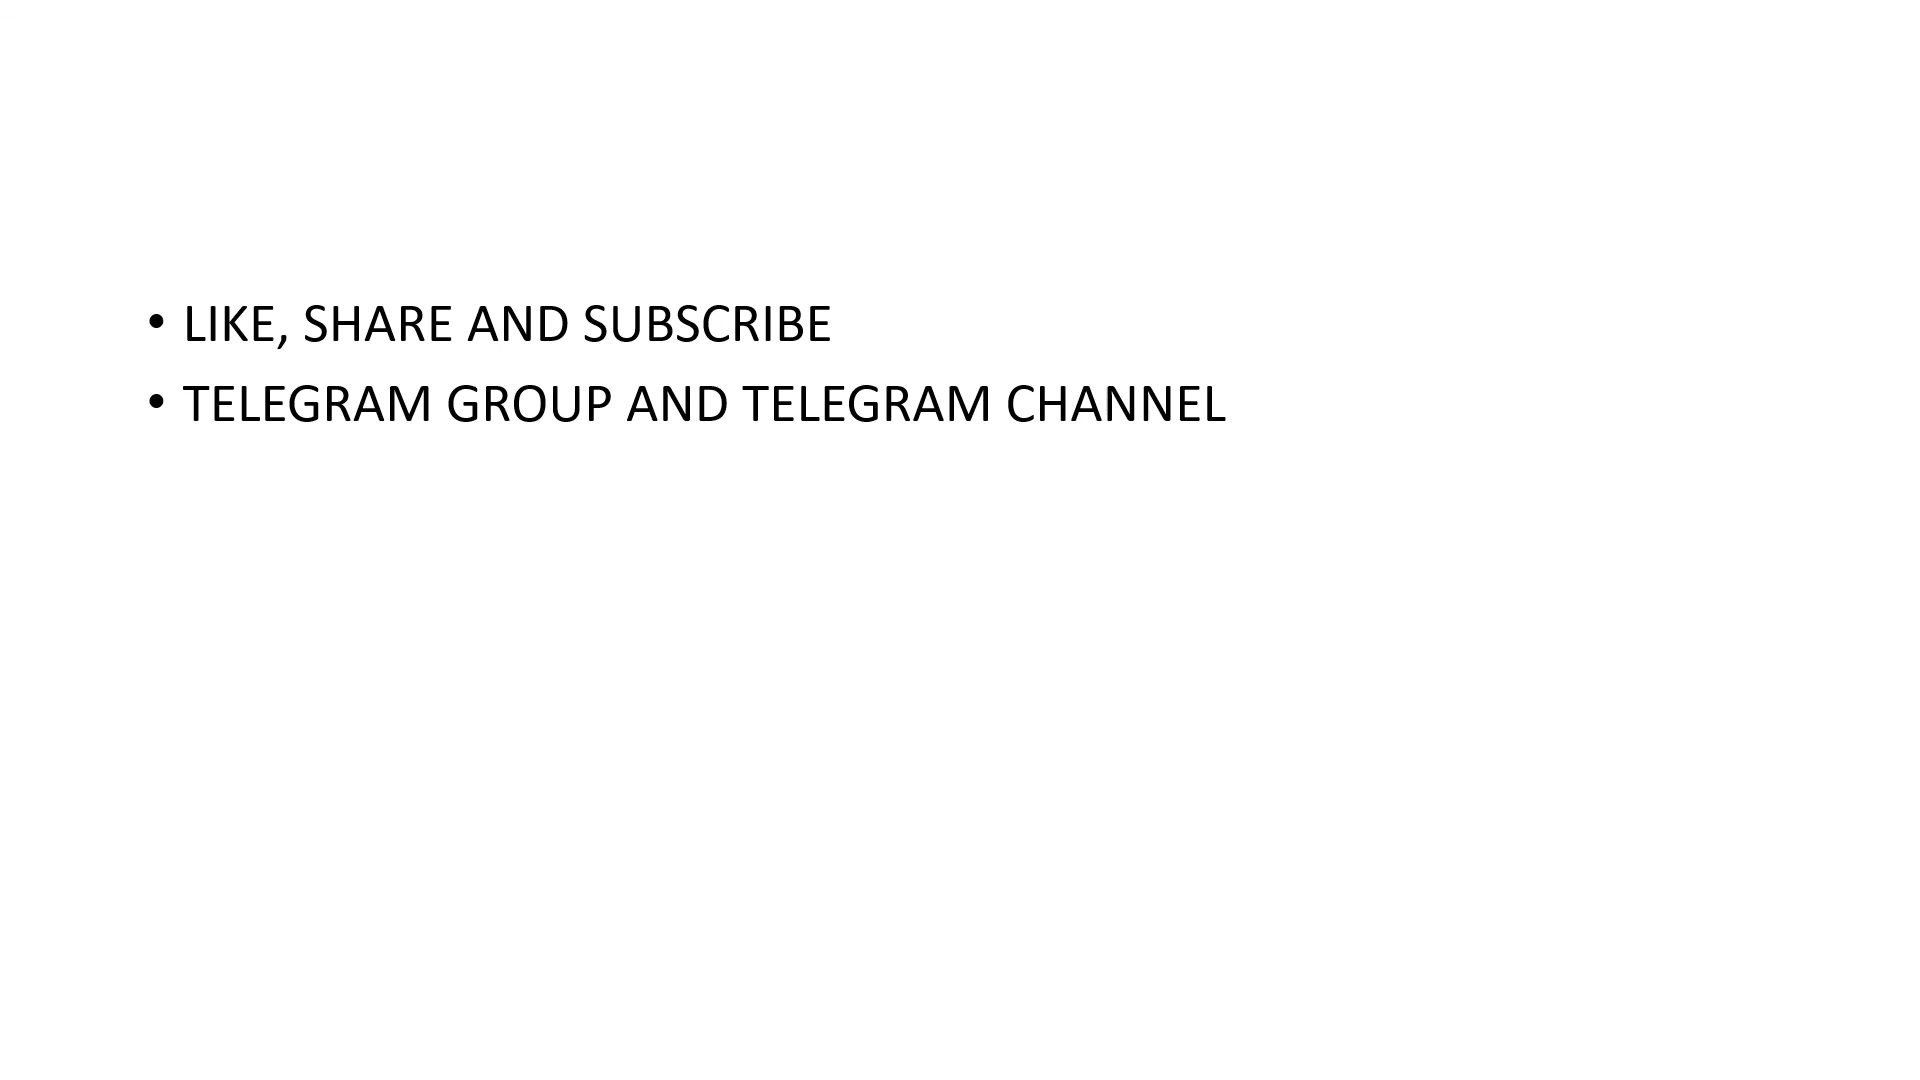 • LIKE, SHARE AND SUBSCRIBE
• TELEGRAM GROUP AND TELEGRAM CHANNEL